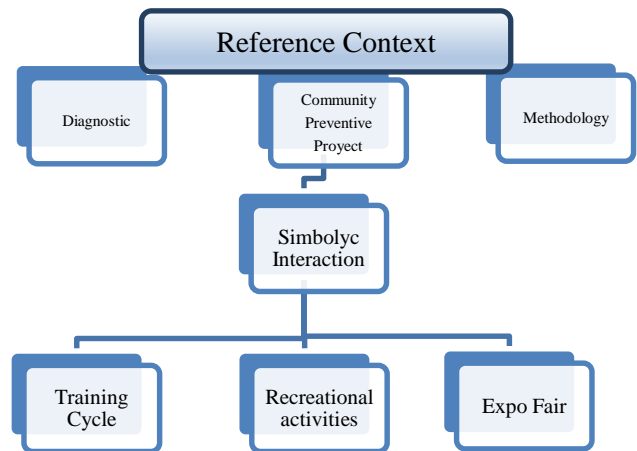 Reference Context
Diagnostic
Community
Preventive
Proyect
Methodology
Simbolyc
Interaction
Training
Cycle
Recreational
activities
Expo Fair